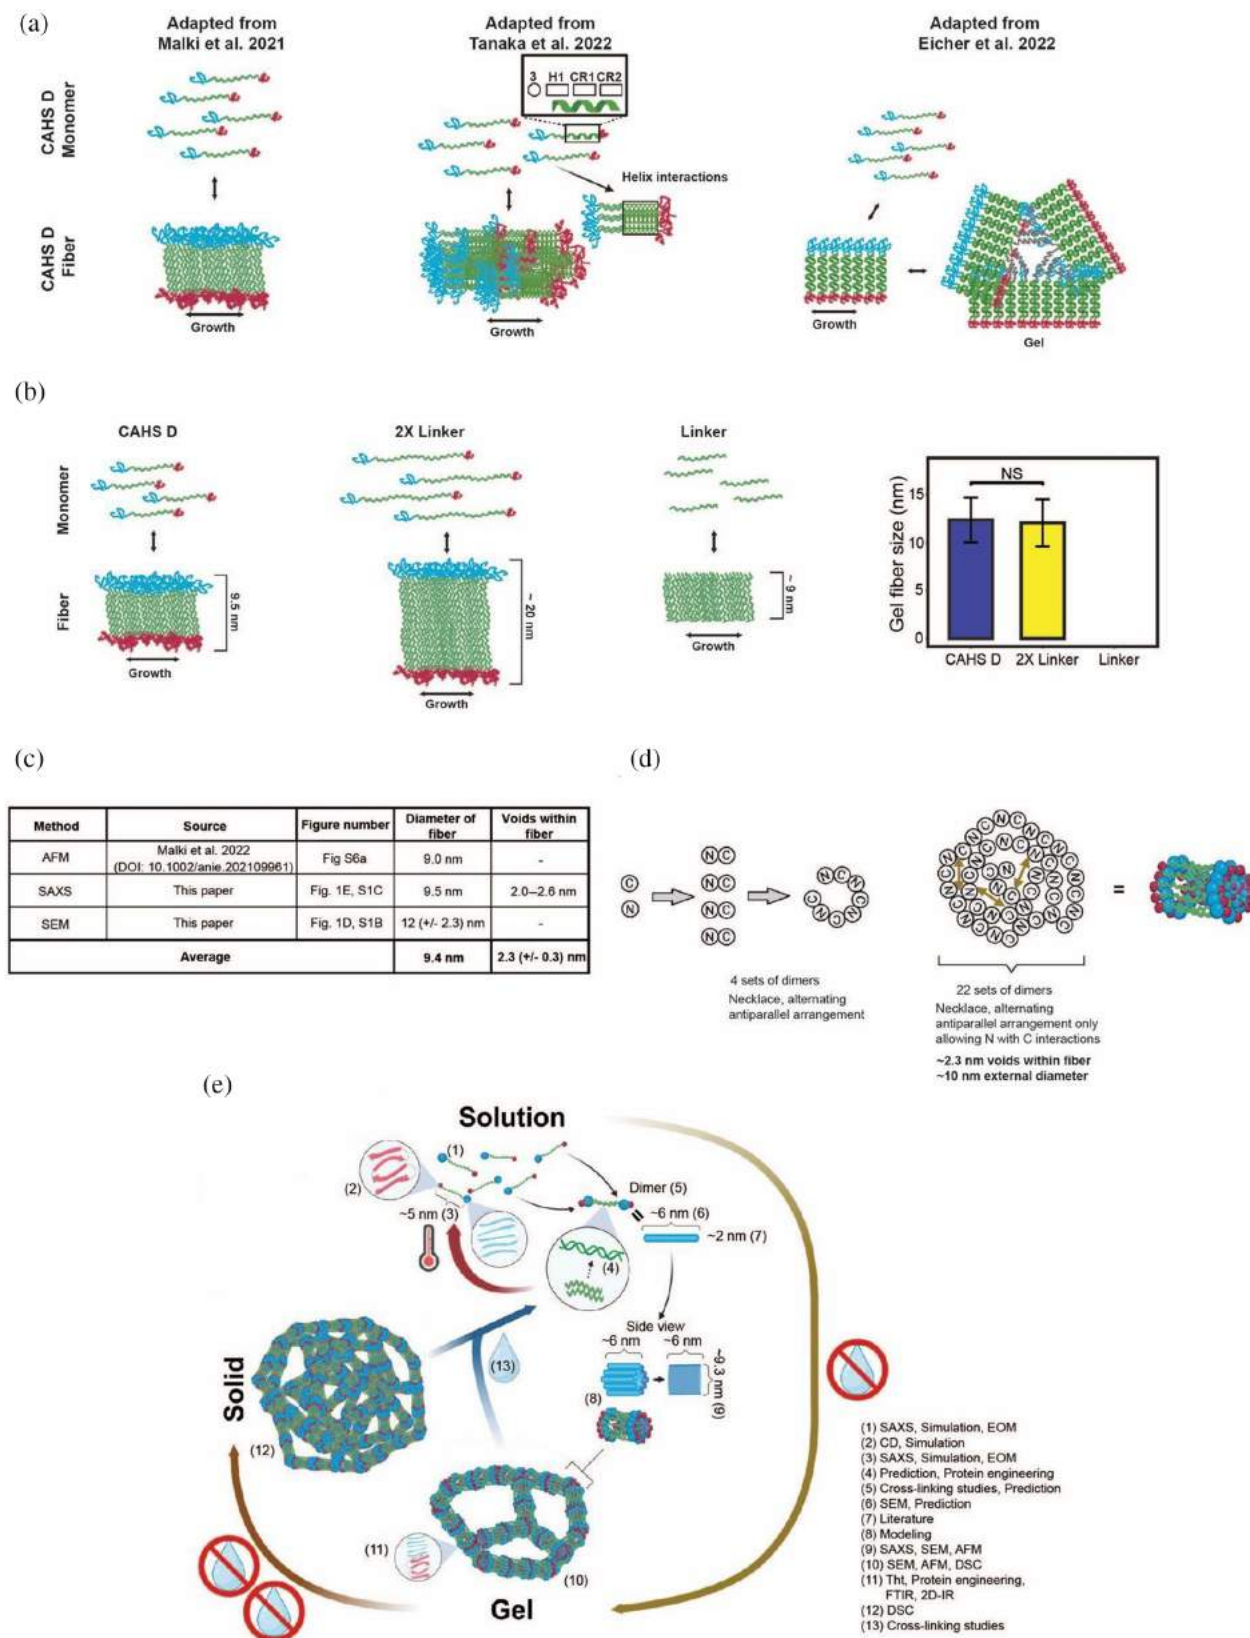 (a)
Adapted from
Malki et al. 2021
Adapted from
Tanaka et al. 2022
Adapted from
Eicher et al. 2022
CAHS D
Monomer
3 H1 CR1 CR2
Helix interactions
CAHS D
Fiber
Growth
Growth
Growth
Gel
(b)
CAHS D
2X Linker
Linker
Monomer
Fiber
9.5 nm
Growth
~ 20 nm
Growth
~ 9 nm
Growth
Gel fiber size (nm)
15
10
5
0
NS
CAHS D 2X Linker Linker
(c)
Method Source Figure number Diameter of fiber Voids within fiber
AFM Malki et al. 2022 (DOI: 10.1002/anie.202109961) Fig S6a 9.0 nm -
SAXS This paper Fig. 1E, S1C 9.5 nm 2.0–2.6 nm
SEM This paper Fig. 1D, S1B 12 (+/- 2.3) nm -
Average 9.4 nm 2.3 (+/- 0.3) nm
(d)
C
N
N C
N C
N C
N C
=
4 sets of dimers
Necklace, alternating
antiparallel arrangement
22 sets of dimers
Necklace, alternating
antiparallel arrangement only
allowing N with C interactions
~2.3 nm voids within fiber
~10 nm external diameter
(e)
Solution
(1)
(2)
~5 nm (3)
Dimer (5)
=
~6 nm (6)
~2 nm (7)
(4)
Side view
~6 nm ~6 nm
~9.3 nm (9)
(8)
(13)
Solid
(12)
(11)
(10)
Gel
(1) SAXS, Simulation, EOM
(2) CD, Simulation
(3) SAXS, Simulation, EOM
(4) Prediction, Protein engineering
(5) Cross-linking studies, Prediction
(6) SEM, Prediction
(7) Literature
(8) Modeling
(9) SAXS, SEM, AFM
(10) SEM, AFM, DSC
(11) Tht, Protein engineering,
FTIR, 2D-IR
(12) DSC
(13) Cross-linking studies